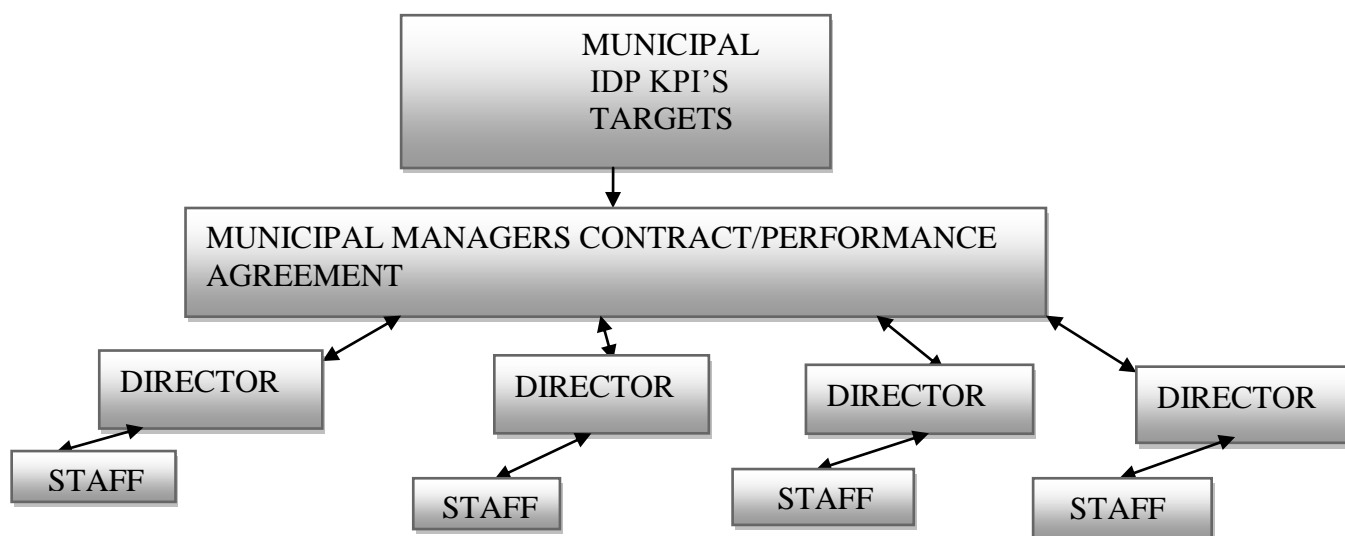 MUNICIPAL
IDP KPI’S
TARGETS
MUNICIPAL MANAGERS CONTRACT/PERFORMANCE
AGREEMENT
DIRECTOR
DIRECTOR
DIRECTOR
DIRECTOR
STAFF
STAFF
STAFF
STAFF